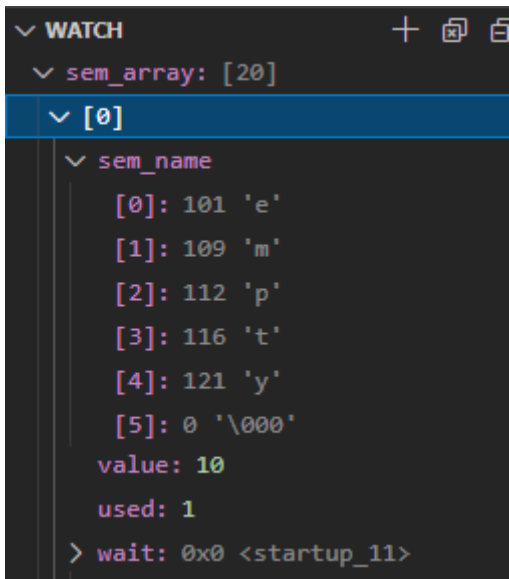 WATCH
sem_array: [20]
[0]
sem_name
[0]: 101 'e'
[1]: 109 'm'
[2]: 112 'p'
[3]: 116 't'
[4]: 121 'y'
[5]: 0 '\000'
value: 10
used: 1
wait: 0x0 <startup_11>